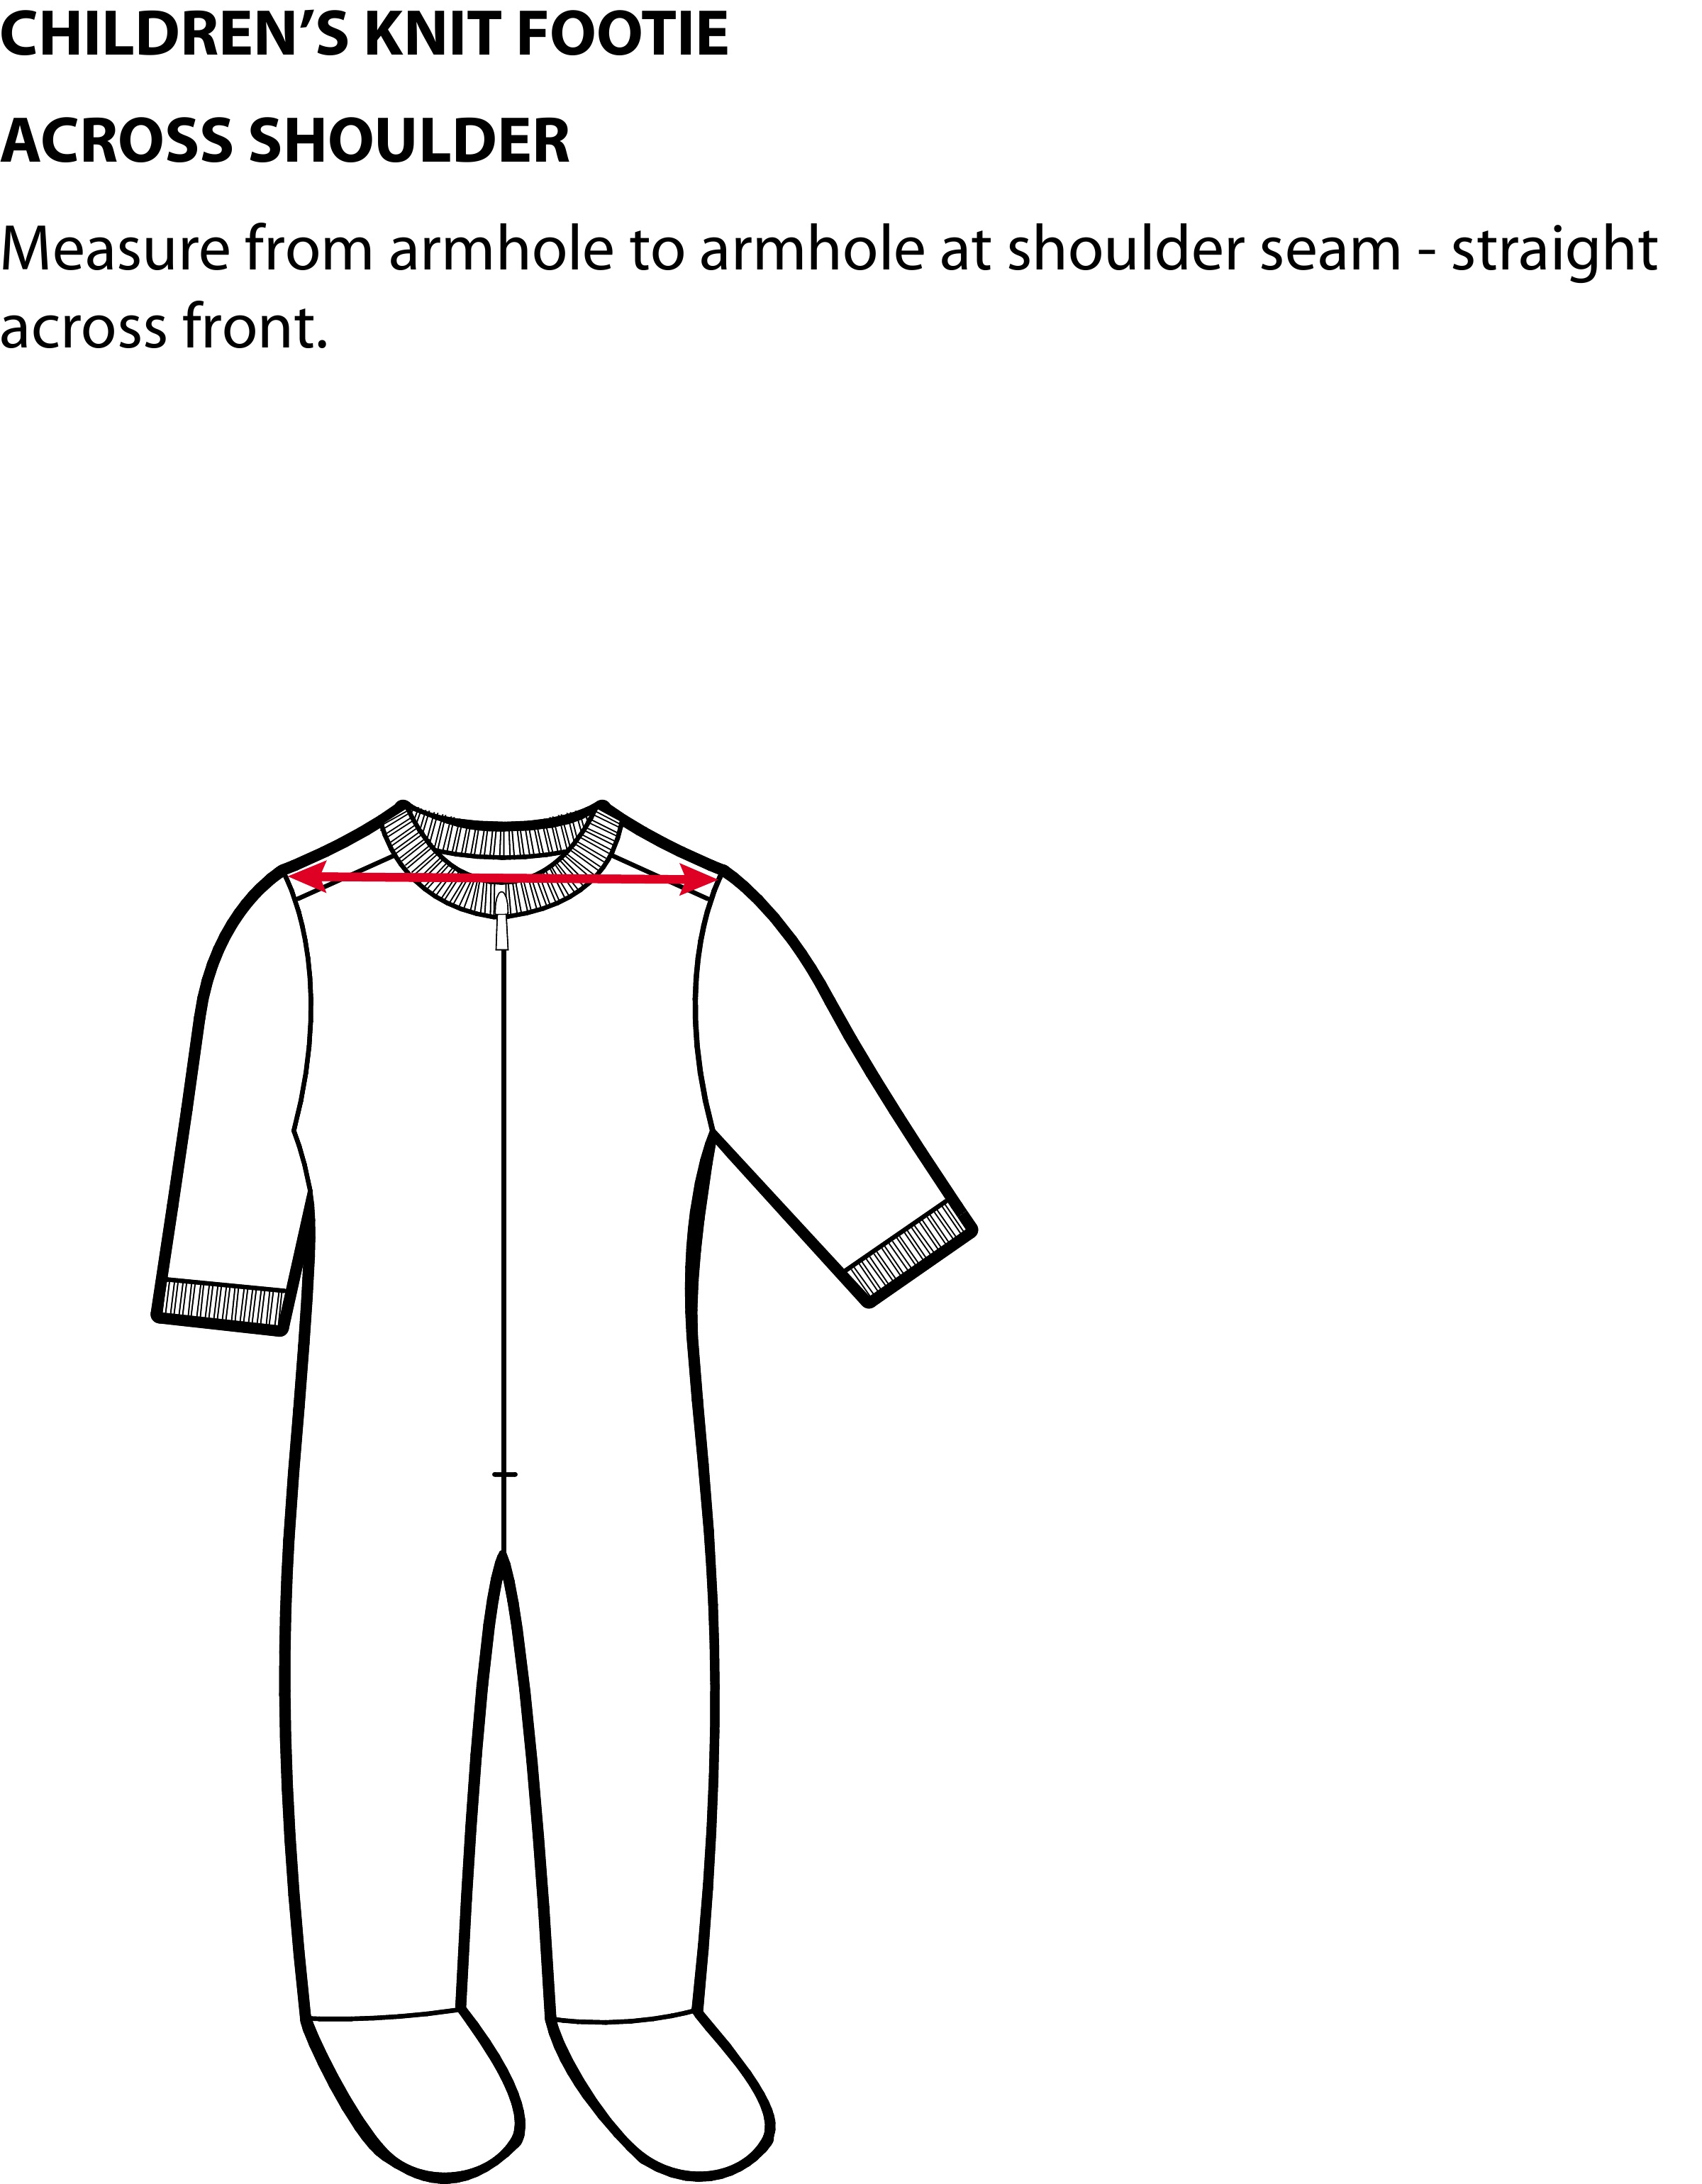 CHILDREN’S KNIT FOOTIE
ACROSS SHOULDER
Measure from armhole to armhole at shoulder seam - straight
across front.